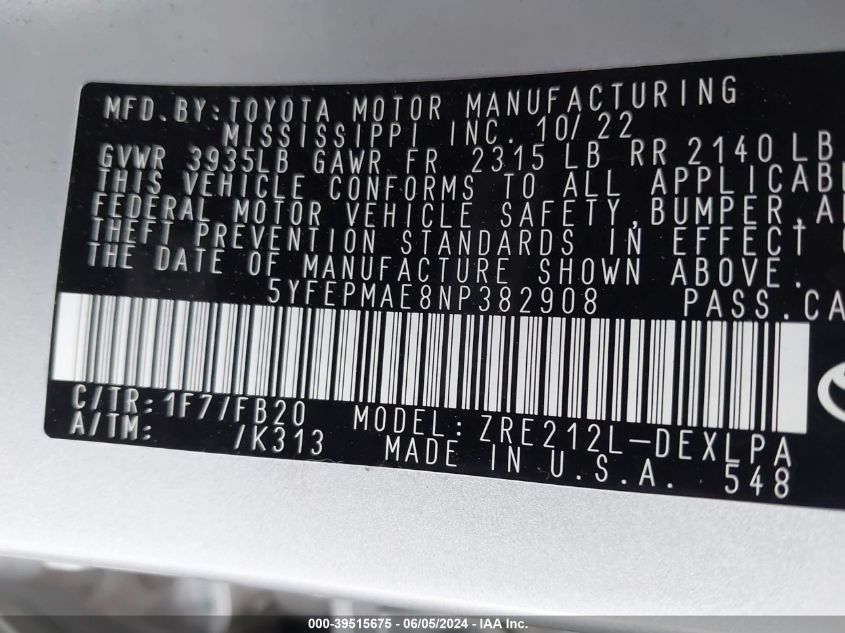 MFD.BY:TOYOTA MOTOR MANUFACTURING
MISSISSIPPI INC. 10/22
GVWR 3935LB GAWR FR 2315 LB RR 2140 LB
THIS VEHICLE CONFORMS TO ALL
FEDERAL MOTOR VEHICLE SAFETY, BUMPER,
THEFT PREVENTION STANDARDS IN EFFECT
THE DATE OF MANUFACTURE SHOWN ABOVE.
5YFEPMAE8NP382908 PASS.
C/TR: 1F7/FB20 MODEL: ZRE212L-DEXLPA
A/TM: /K313 MADE IN U.S.A. 548
000-39515675 - 06/05/2024 - IAA Inc.